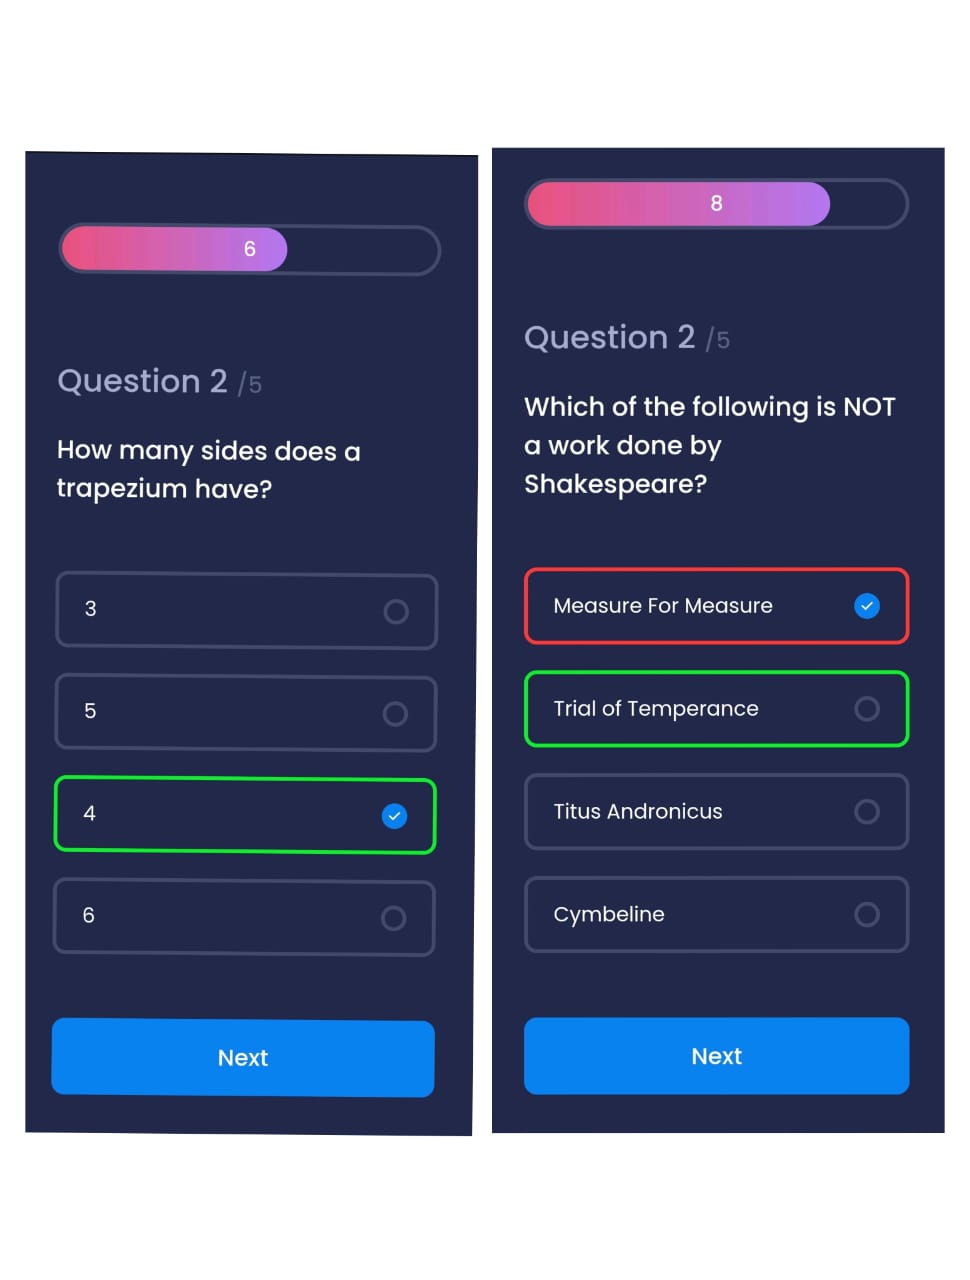 6
Question 2 /5
How many sides does a
trapezium have?
3
5
4
6
Next
8
Question 2 /5
Which of the following is NOT
a work done by
Shakespeare?
Measure For Measure
Trial of Temperance
Titus Andronicus
Cymbeline
Next